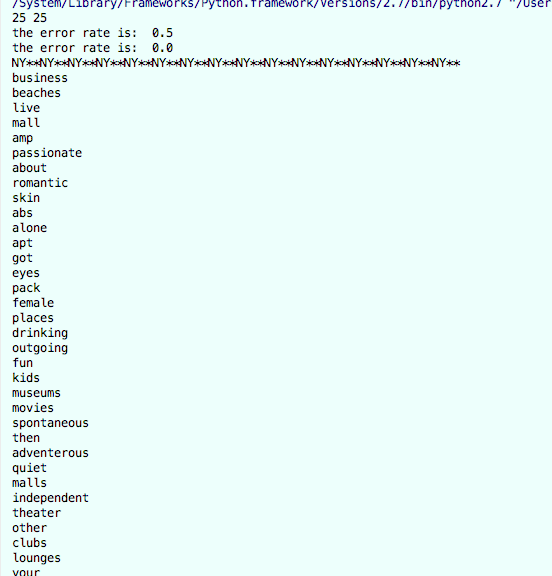 /System/Library/Frameworks/Python.framework/Versions/2.7/bin/python2.7 "/User
25 25
the error rate is:  0.5
the error rate is:  0.0
NY**NY**NY**NY**NY**NY**NY**NY**NY**NY**NY**NY**NY**NY**NY**NY**
business
beaches
live
mall
amp
passionate
about
romantic
skin
abs
alone
apt
got
eyes
pack
female
places
drinking
outgoing
fun
kids
museums
movies
spontaneous
then
adventerous
quiet
malls
independent
theater
other
clubs
lounges
your